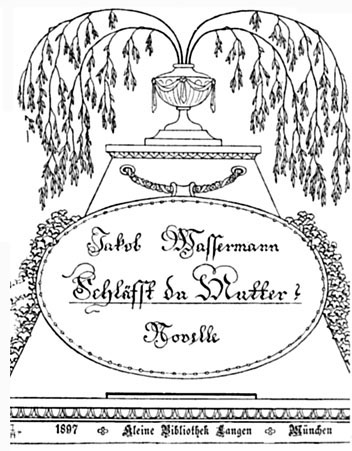 Jakob Wassermann
Schläfst du Mutter?
Novelle
1897 Kleine Bibliothek Langen München